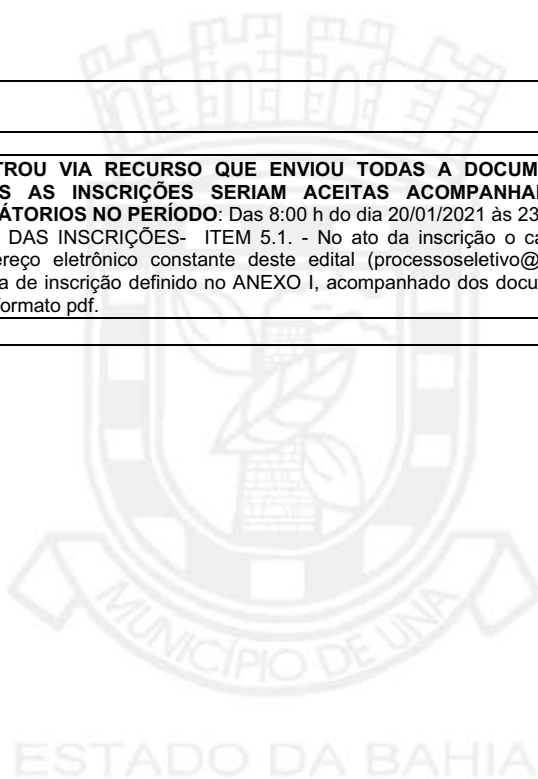 TROU VIA RECURSO QUE ENVIOU TODAS A DOCUM
S AS INSCRIÇÕES SERIAM ACEITAS ACOMPANHA
ÁTORIOS NO PERÍODO: Das 8:00 h do dia 20/01/2021 às 23
DAS INSCRIÇÕES- ITEM 5.1. - No ato da inscrição o ca
ereço eletrônico constante deste edital (processoseletivo@
a de inscrição definido no ANEXO I, acompanhado dos docu
formato pdf.
MUNICÍPIO DE UNA
ESTADO DA BAHIA